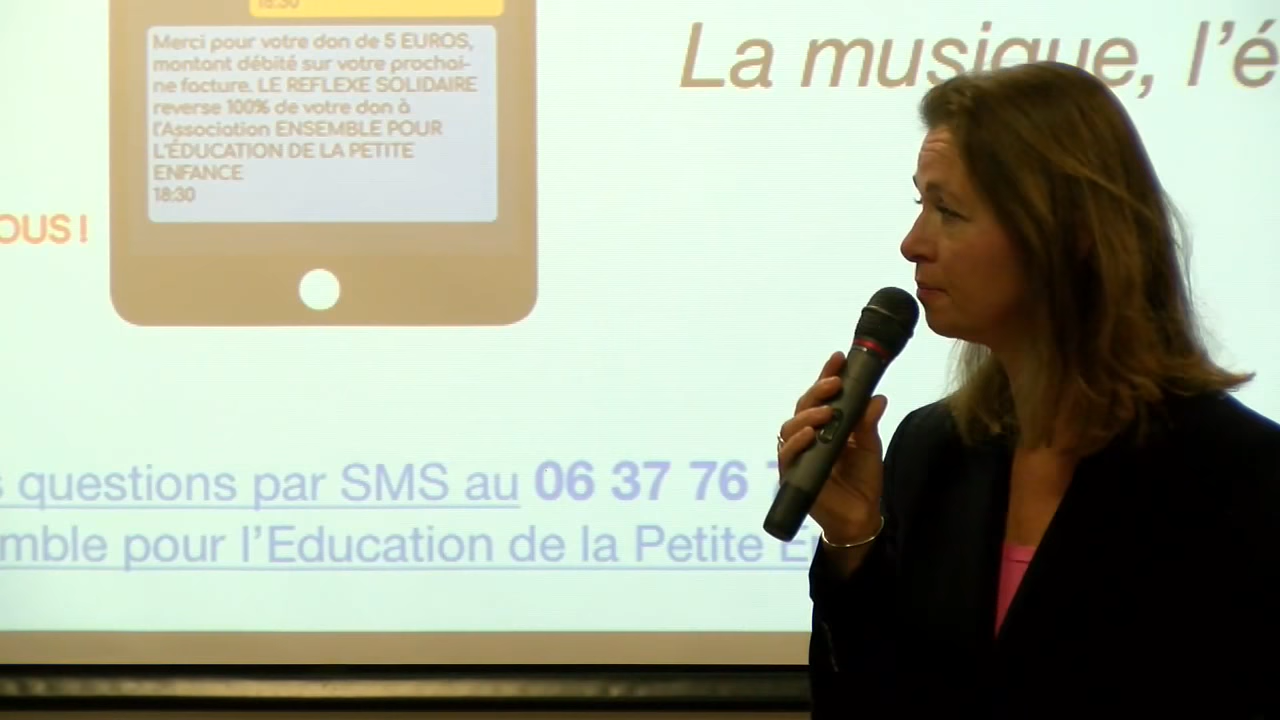 18:30
Merci pour votre don de 5 EUROS,
montant débité sur votre prochai-
ne facture. LE REFLEXE SOLIDAIRE
reverse 100% de votre don à
l'Association ENSEMBLE POUR
L'ÉDUCATION DE LA PETITE
ENFANCE
18:30
OUS !
La musique, l'é
s questions par SMS au 06 37 76 7
mble pour l'Education de la Petite E